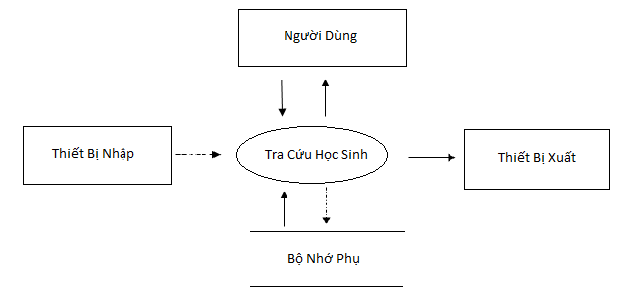 Người Dùng
Thiết Bị Nhập
Tra Cứu Học Sinh
Thiết Bị Xuất
Bộ Nhớ Phụ